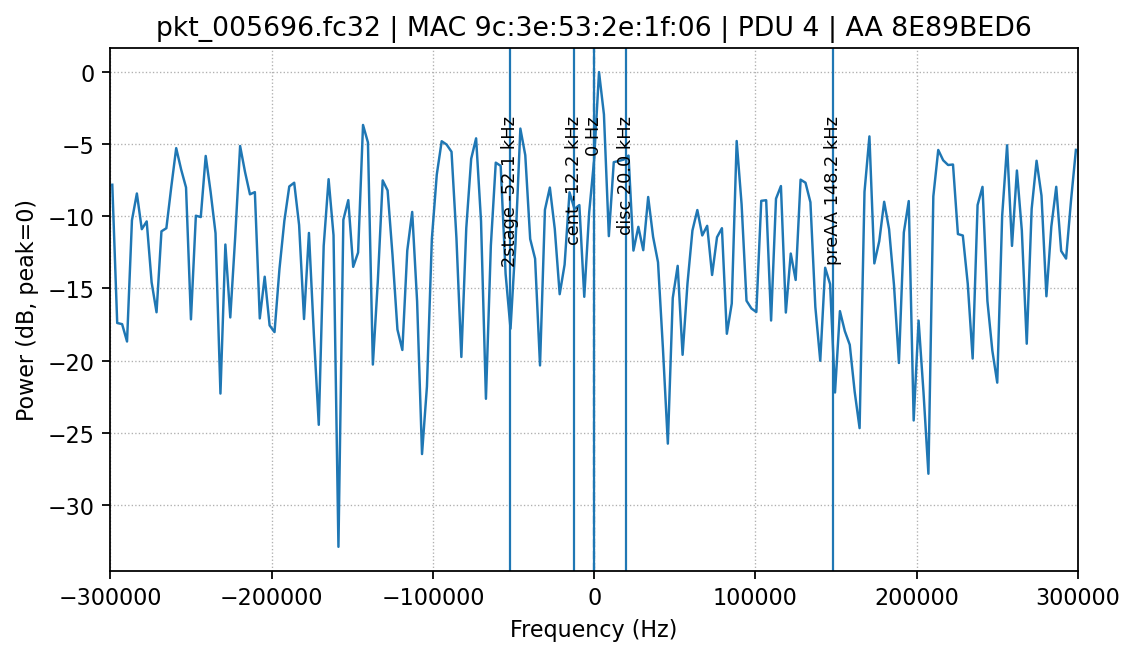 pkt_005696.fc32 | MAC 9c:3e:53:2e:1f:06 | PDU 4 | AA 8E89BED6
Power (dB, peak=0)
0
−5
−10
−15
−20
−25
−30
2stage -52.1 kHz
cent -12.2 kHz
0 Hz
disc 20.0 kHz
preAA 148.2 kHz
−300000
−200000
−100000
0
100000
200000
300000
Frequency (Hz)